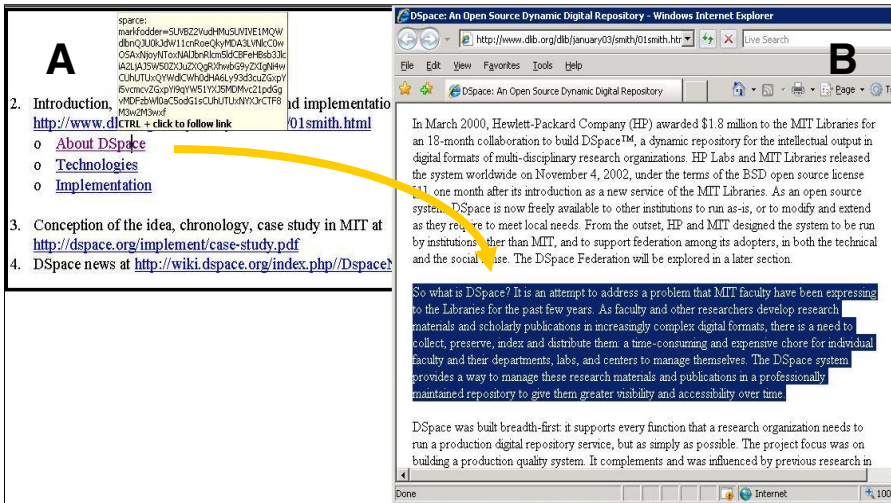 A
sparce:
CTRL + click to follow link
2. Introduction, nd implementatio
http://www.dl /01smith.html
o About DSpace
o Technologies
o Implementation
3. Conception of the idea, chronology, case study in MIT at
http://dspace.org/implement/case-study.pdf
4. DSpace news at http://wiki.dspace.org/index.php//DspaceN
DSpace: An Open Source Dynamic Digital Repository - Windows Internet Explorer
http://www.dlib.org/dlib/january03/smith/01smith.htr
Live Search
B
File Edit View Favorites Tools Help
DSpace: An Open Source Dynamic Digital Repository
Page
In March 2000, Hewlett-Packard Company (HP) awarded $1.8 million to the MIT Libraries for
an 18-month collaboration to build DSpace™, a dynamic repository for the intellectual output in
digital formats of multi-disciplinary research organizations. HP Labs and MIT Libraries released
the system worldwide on November 4, 2002, under the terms of the BSD open source license
[1], one month after its introduction as a new service of the MIT Libraries. As an open source
system, DSpace is now freely available to other institutions to run as-is, or to modify and extend
as they require to meet local needs. From the outset, HP and MIT designed the system to be run
by institutions other than MIT, and to support federation among its adopters, in both the technical
and the social sense. The DSpace Federation will be explored in a later section.
So what is DSpace? It is an attempt to address a problem that MIT faculty have been expressing
to the Libraries for the past few years. As faculty and other researchers develop research
materials and scholarly publications in increasingly complex digital formats, there is a need to
collect, preserve, index and distribute them: a time-consuming and expensive chore for individual
faculty and their departments, labs, and centers to manage themselves. The DSpace system
provides a way to manage these research materials and publications in a professionally
maintained repository to give them greater visibility and accessibility over time.
DSpace was built breadth-first: it supports every function that a research organization needs to
run a production digital repository service, but as simply as possible. The project focus was on
building a production quality system. It complements and was influenced by previous research in
Done
Internet
100